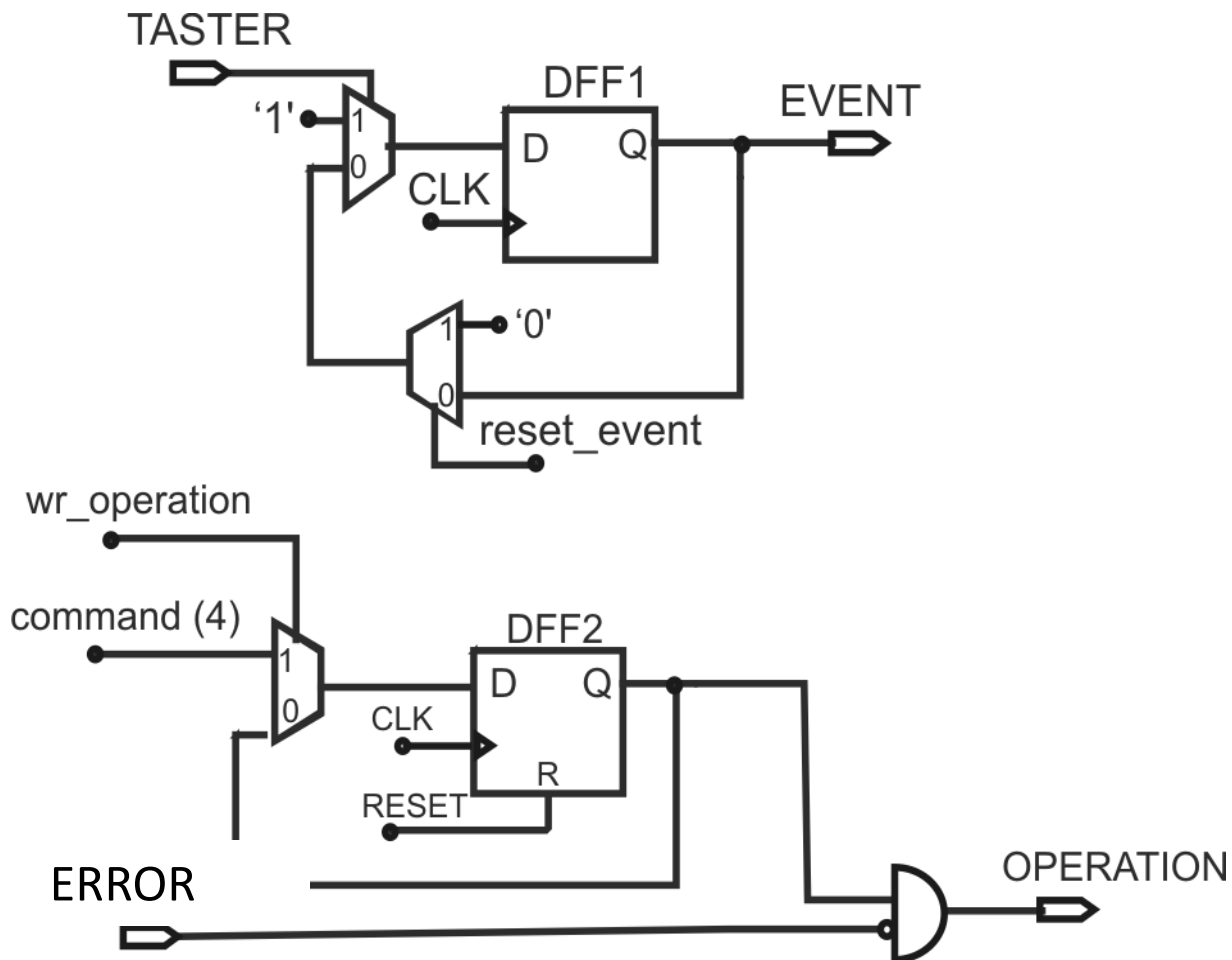 TASTER
DFF1
EVENT
‘1'
1
D
Q
0
CLK
1
‘0'
0
reset_event
wr_operation
command (4)
DFF2
1
D
Q
0
CLK
R
RESET
OPERATION
ERROR